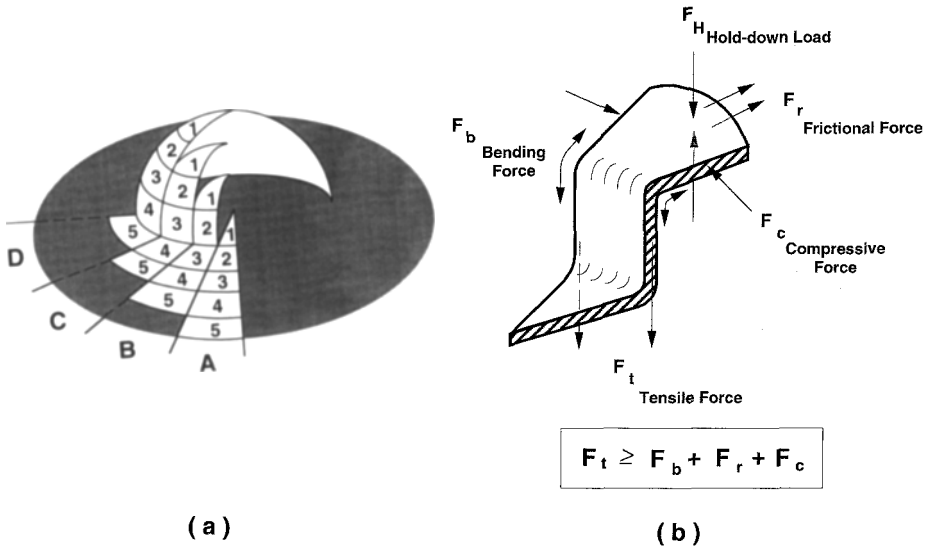 1
2
3
4
5
1
2
3
4
5
1
2
3
4
5
1
2
3
4
5
D
C
B
A
F H Hold-down Load
F r Frictional Force
F b Bending
Force
F c Compressive
Force
F t
Tensile Force
F t ≥ F b + F r + F c
( a )
( b )